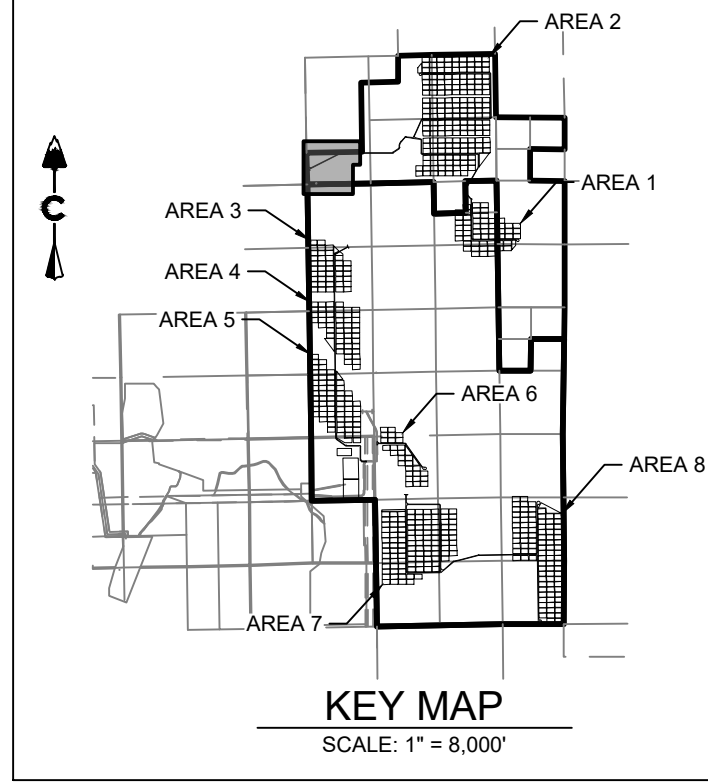 AREA 2
AREA 1
AREA 3
AREA 4
AREA 5
AREA 6
AREA 8
AREA 7
C
KEY MAP
SCALE: 1" = 8,000'